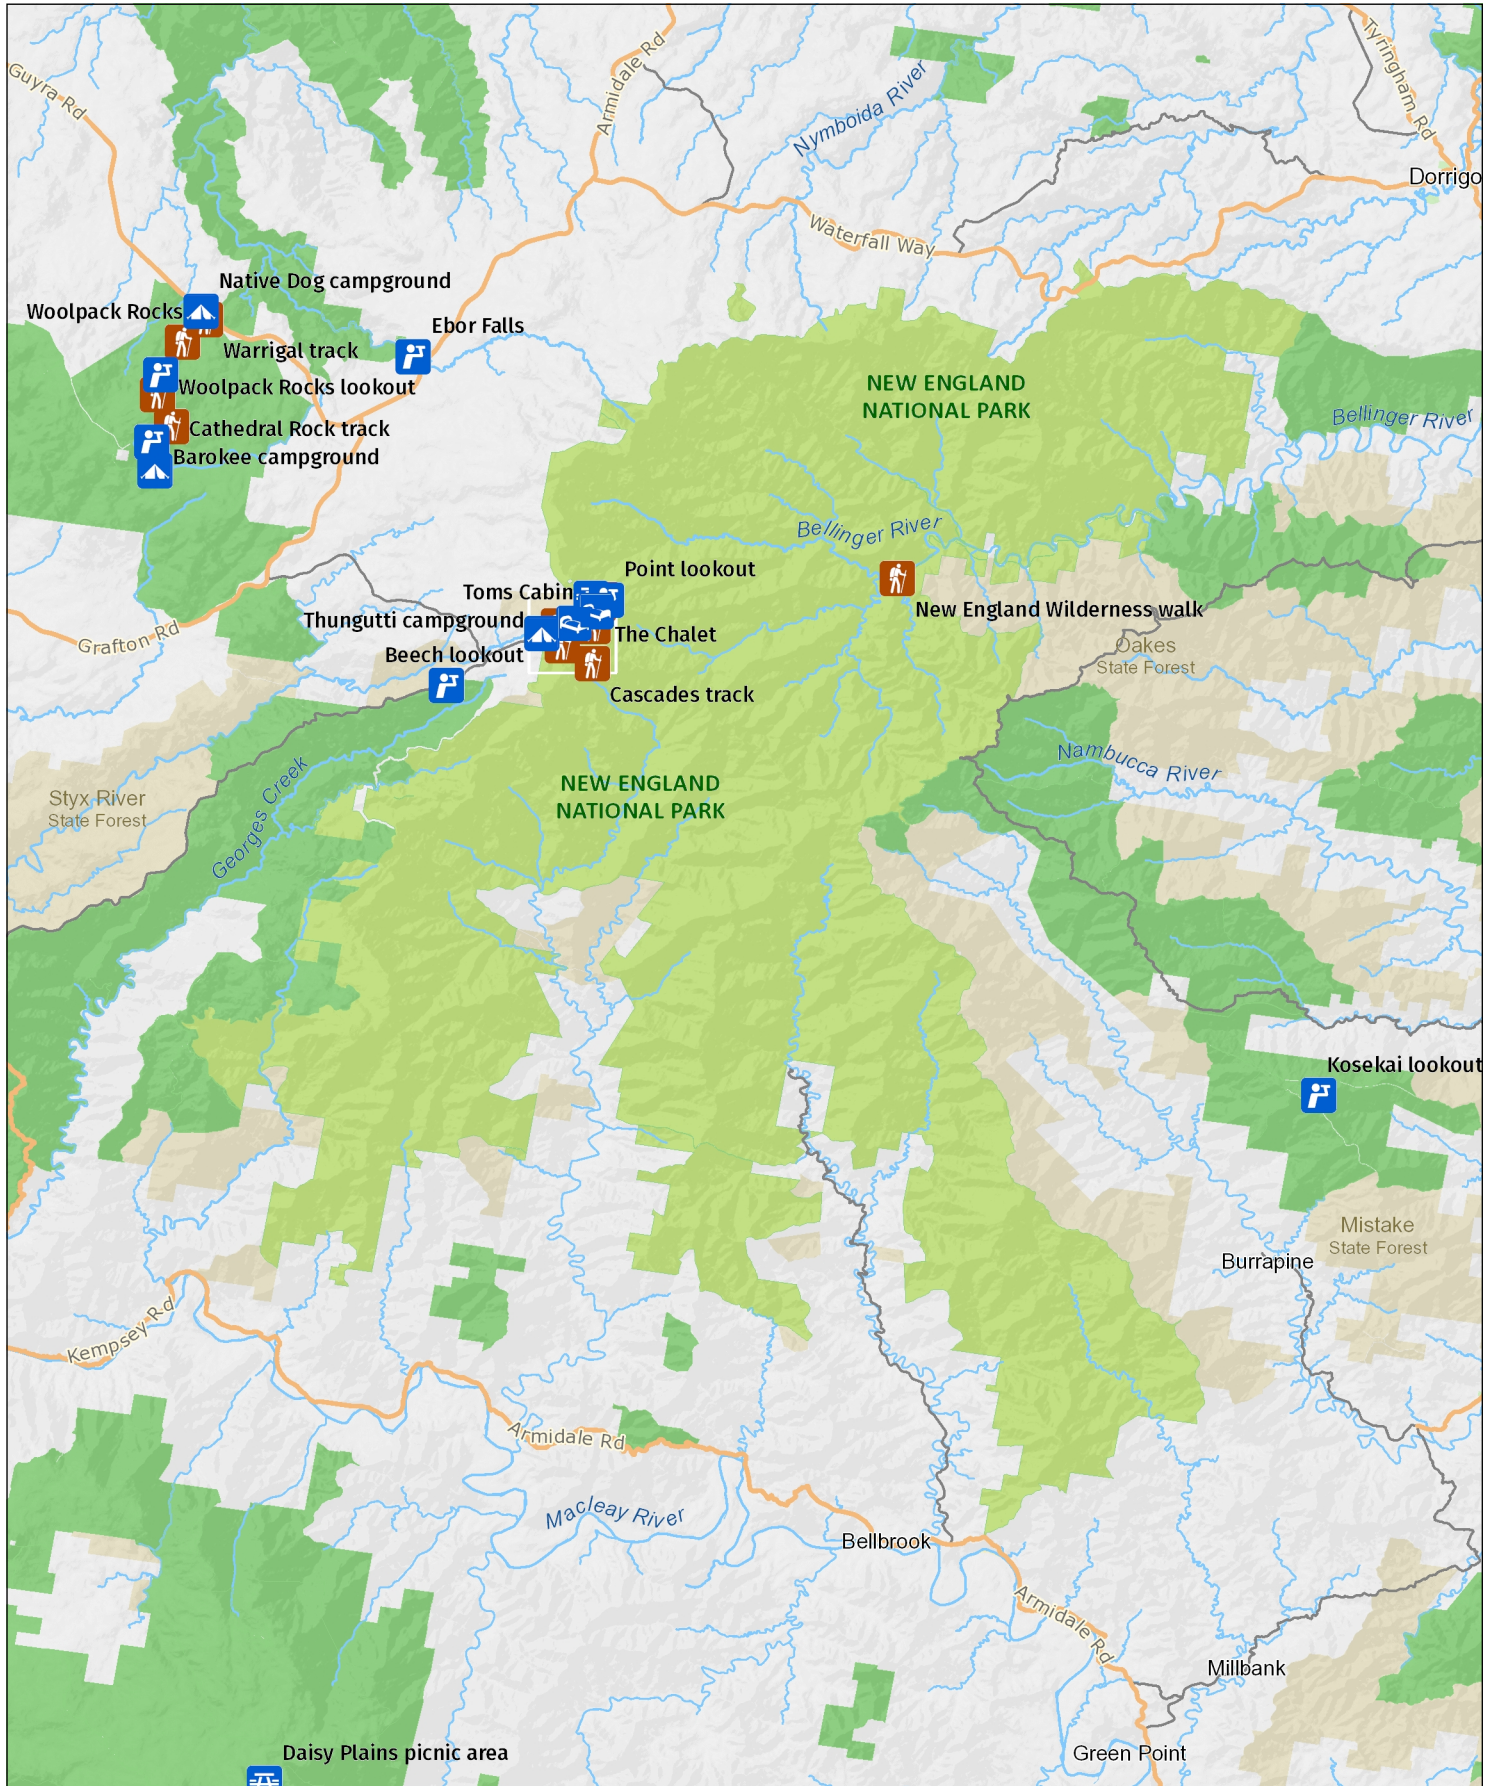 Guyra Rd
Armidale Rd
Tyringham Rd
Nymboida River
Dorrigo
Waterfall Way
Native Dog campground
Woolpack Rocks
Ebor Falls
Warrigal track
Woolpack Rocks lookout
NEW ENGLAND
NATIONAL PARK
Bellinger River
Cathedral Rock track
Barokee campground
Bellinger River
Point lookout
Toms Cabin
New England Wilderness walk
Thungutti campground
The Chalet
Grafton Rd
Oakes
State Forest
Beech lookout
Cascades track
Nambucca River
NEW ENGLAND
NATIONAL PARK
Styx River
State Forest
Georges Creek
Kosekai lookout
Mistake
State Forest
Burrapine
Kempsey Rd
Armidale Rd
Macleay River
Bellbrook
Armidale Rd
Millbank
Daisy Plains picnic area
Green Point